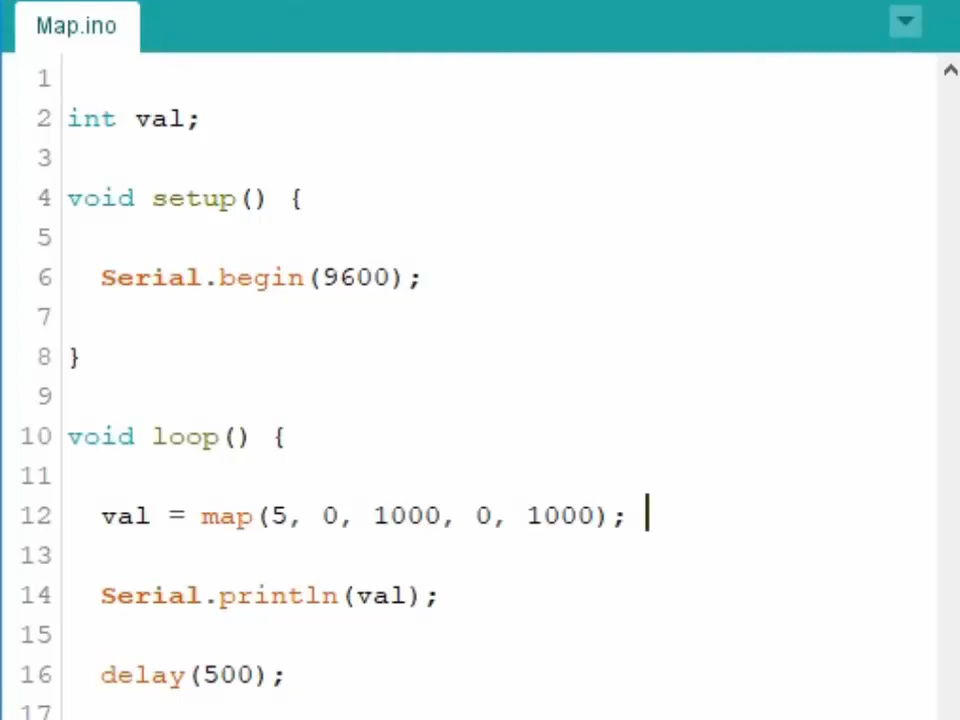 Map.ino
1
2 int val;
3
4 void setup() {
5
6 Serial.begin(9600);
7
8 }
9
10 void loop() {
11
12 val = map(5, 0, 1000, 0, 1000);
13
14 Serial.println(val);
15
16 delay(500);
17